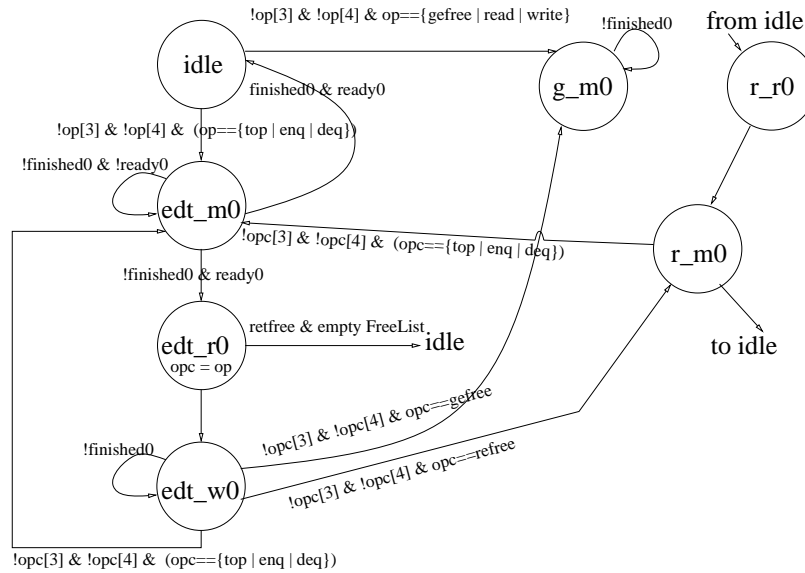 !op[3] & !op[4] & op=={gefree | read | write}
!finished0
from idle
idle
g_m0
r_r0
finished0 & ready0
!op[3] & !op[4] & (op=={top | enq | deq})
!finished0 & !ready0
edt_m0
!opc[3] & !opc[4] & (opc=={top | enq | deq})
r_m0
!finished0 & ready0
retfree & empty FreeList
idle
to idle
edt_r0
opc = op
!opc[3] & !opc[4] & opc==gefree
!finished0
!opc[3] & !opc[4] & opc==refree
edt_w0
!opc[3] & !opc[4] & (opc=={top | enq | deq})